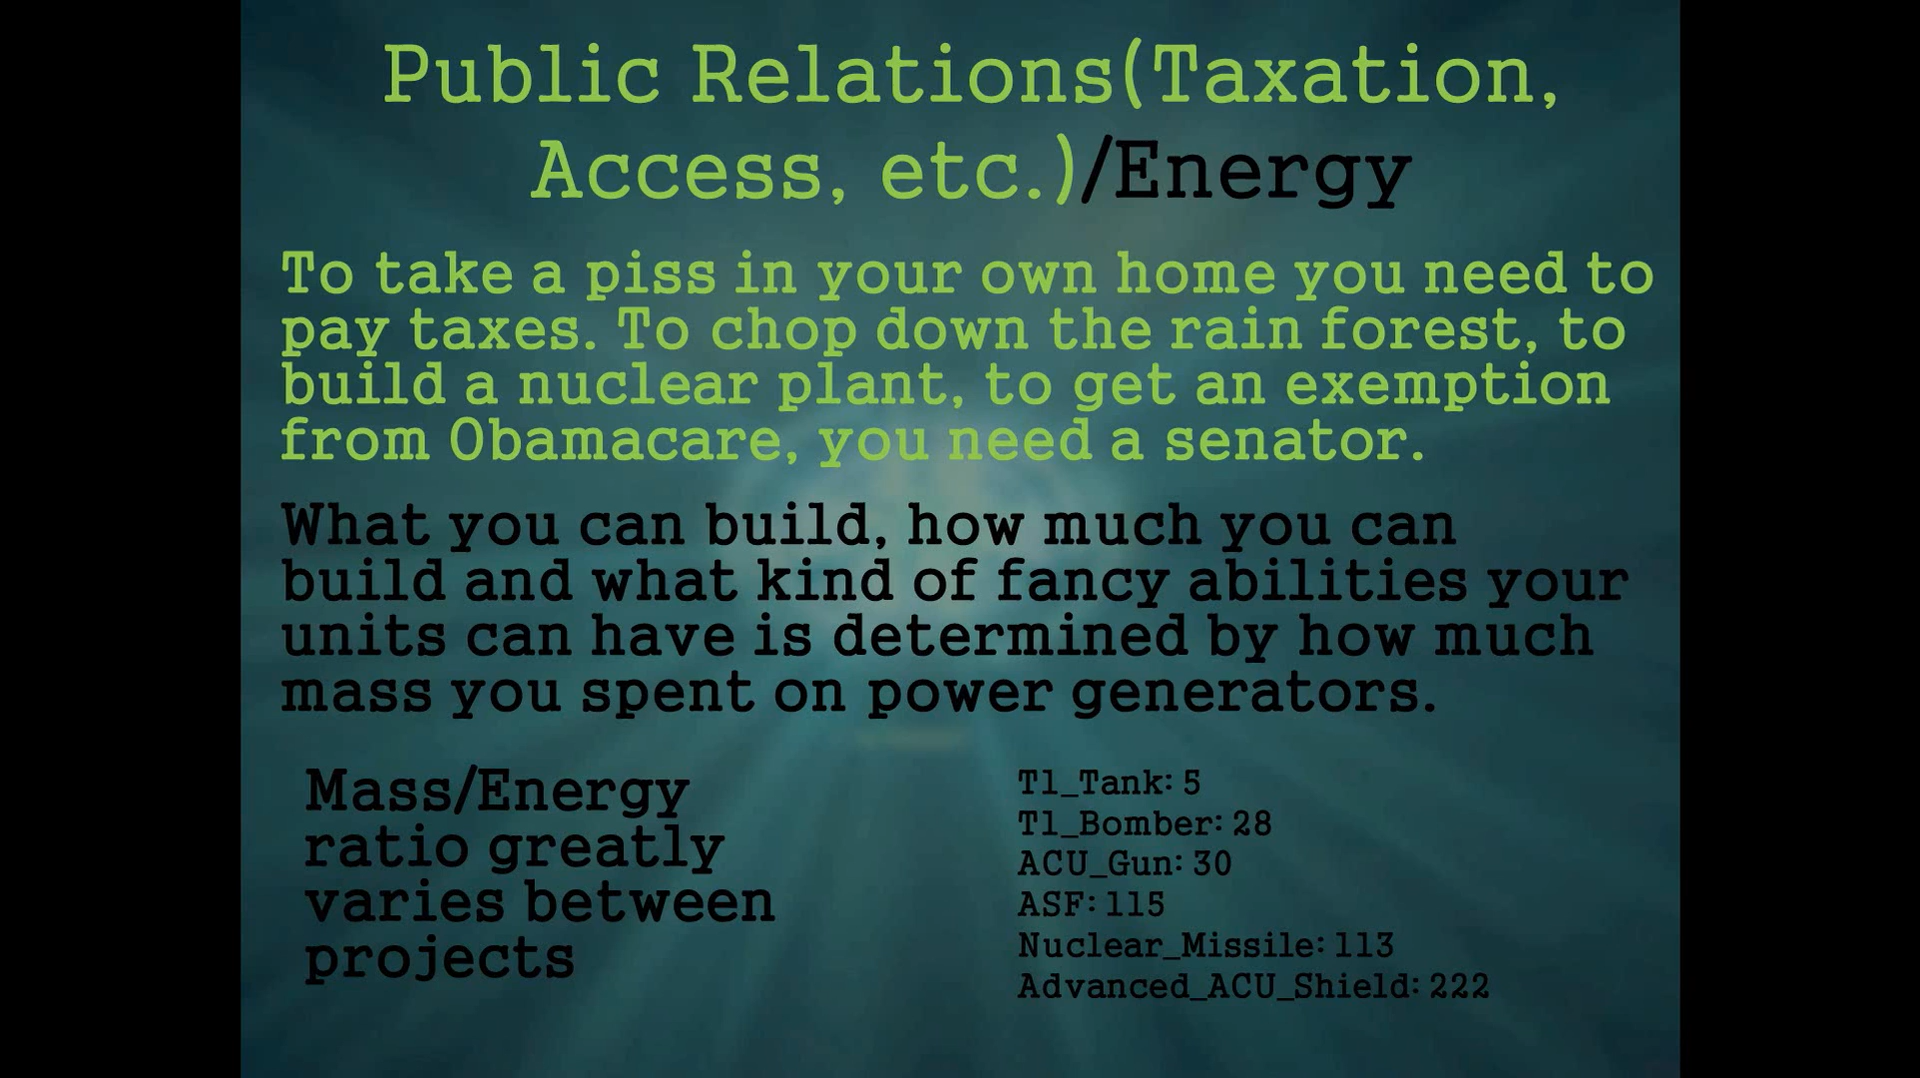 Public Relations(Taxation,
Access, etc.)/Energy
To take a piss in your own home you need to
pay taxes. To chop down the rain forest, to
build a nuclear plant, to get an exemption
from Obamacare, you need a senator.
What you can build, how much you can
build and what kind of fancy abilities your
units can have is determined by how much
mass you spent on power generators.
Mass/Energy
ratio greatly
varies between
projects
T1_Tank: 5
T1_Bomber: 28
ACU_Gun: 30
ASF: 115
Nuclear_Missile: 113
Advanced_ACU_Shield: 222